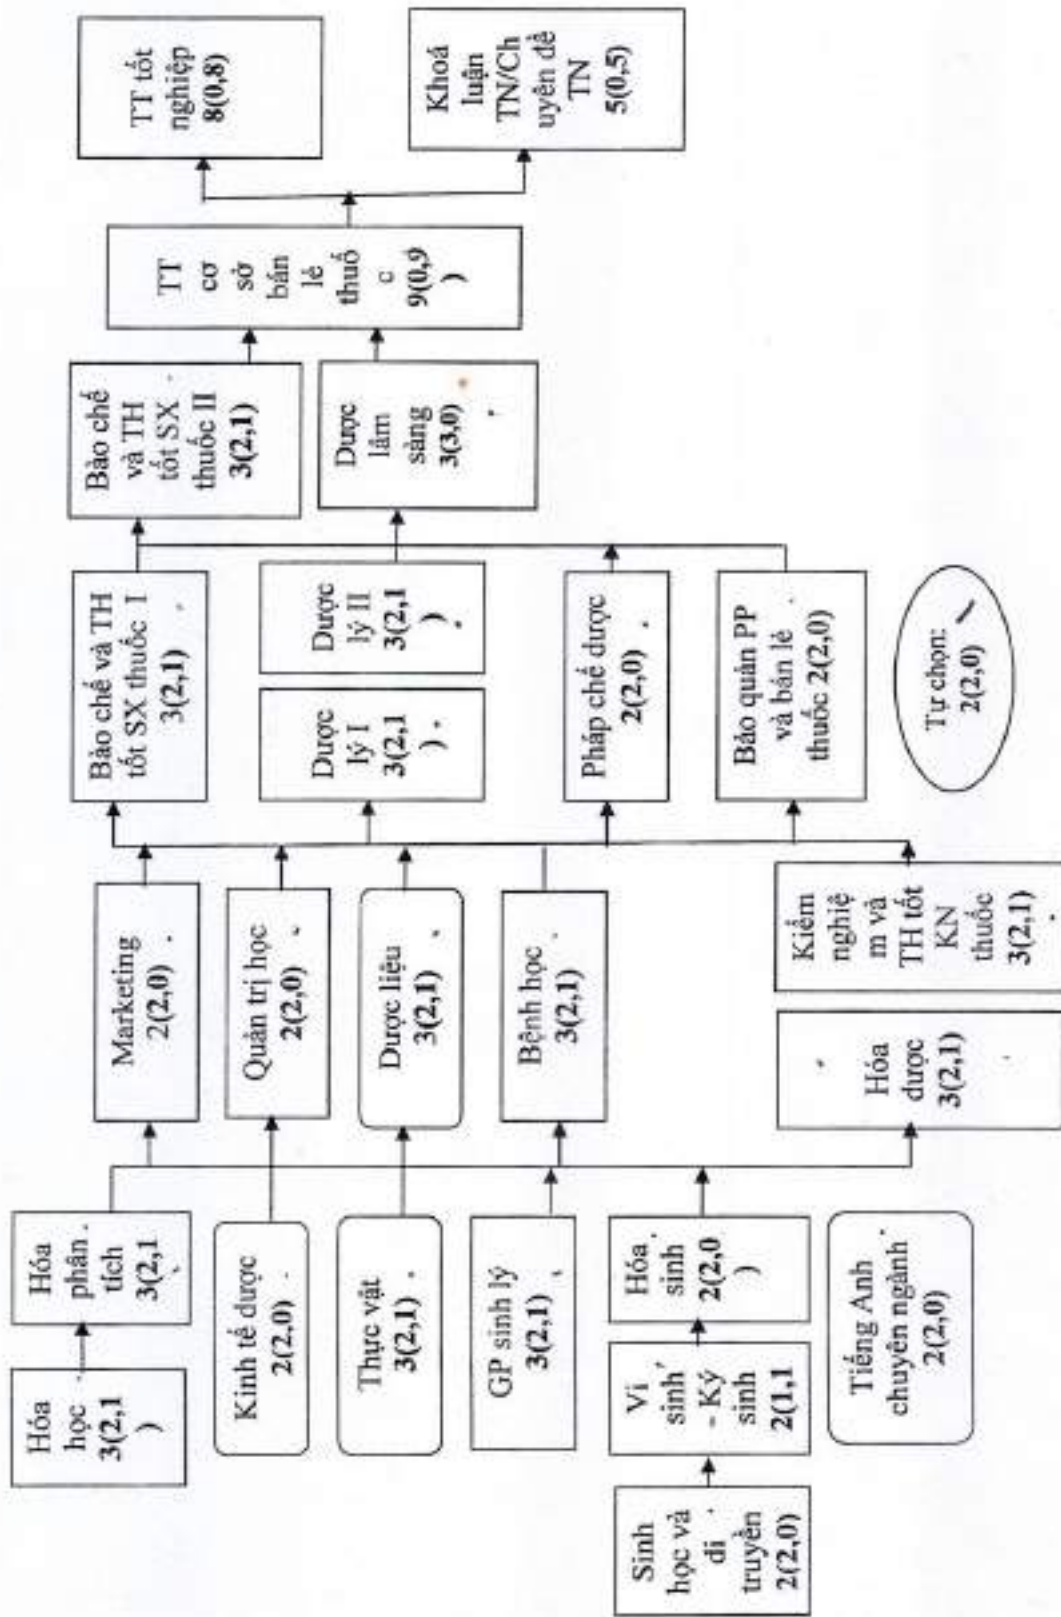 Hóa
học
3(2,1
)
Hóa
phân
tích
3(2,1
Kinh tế dược
2(2,0)
Thực vật
3(2,1)
GP sinh lý
3(2,1)
Sinh
học và
di
truyền
2(2,0)
Vi
sinh
- Ký
sinh
2(1,1
Hóa
sinh
2(2,0
)
Tiếng Anh
chuyên ngành
2(2,0)
Marketing
2(2,0)
Quản trị học
2(2,0)
Dược liệu
3(2,1)
Bệnh học
3(2,1)
Hóa
dược
3(2,1)
Kiểm
nghiệ
m và
TH tốt
KN
thuốc
3(2,1)
Bào chế và TH
tốt SX thuốc I
3(2,1)
Dược
lý I
3(2,1
)
Dược
lý II
3(2,1
)
Pháp chế dược
2(2,0)
Bảo quản PP
và bán lẻ
thuốc 2(2,0)
Tự chọn:
2(2,0)
Bào chế
và TH
tốt SX
thuốc II
3(2,1)
Dược
lâm
sàng
3(3,0)
TT
cơ
sở
bán
lẻ
thuố
c
9(0,9
)
TT tốt
nghiệp
8(0,8)
Khoá
luận
TN/Ch
uyên đề
TN
5(0,5)